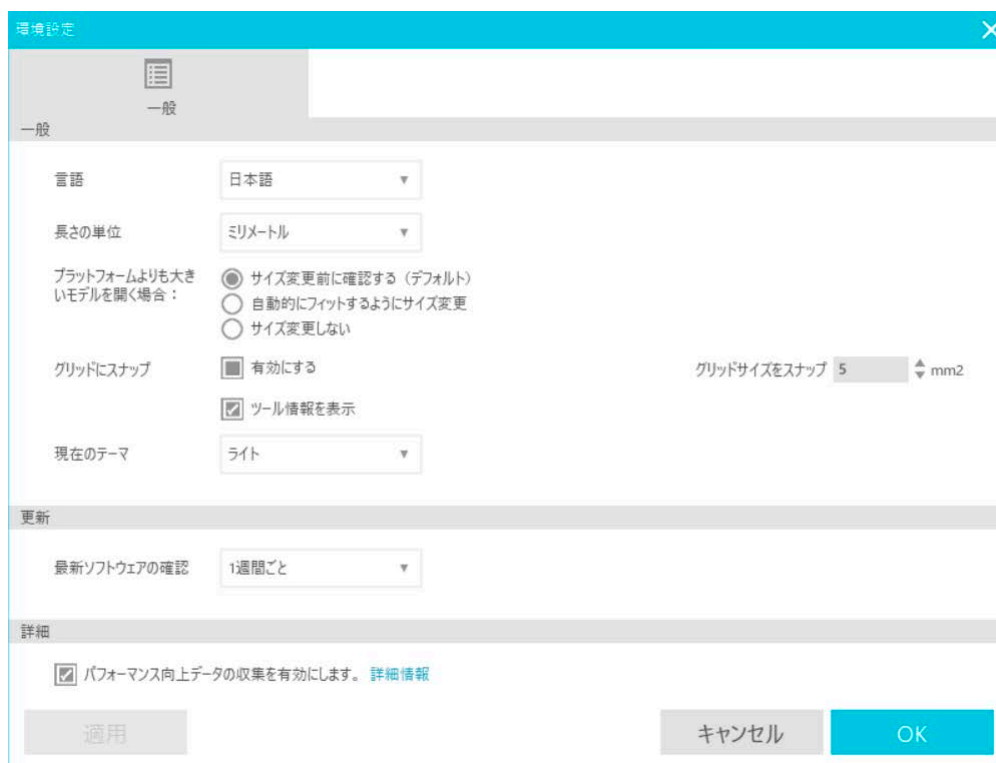 環境設定
一般
一般
言語 日本語
長さの単位 ミリメートル
プラットフォームよりも大き
いモデルを開く場合：
サイズ変更前に確認する（デフォルト）
自動的にフィットするようにサイズ変更
サイズ変更しない
グリッドにスナップ 有効にする グリッドサイズをスナップ 5 mm2
ツール情報を表示
現在のテーマ ライト
更新
最新ソフトウェアの確認 1週間ごと
詳細
パフォーマンス向上データの収集を有効にします。 詳細情報
適用 キャンセル OK